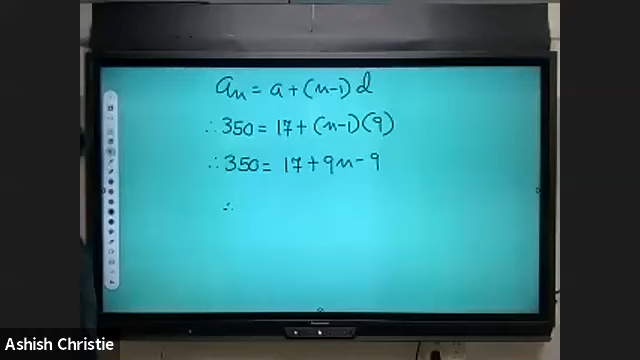 aₙ = a + (n-1) d
∴ 350 = 17 + (n-1)(9)
∴ 350 = 17 + 9n - 9
∴
Ashish Christie